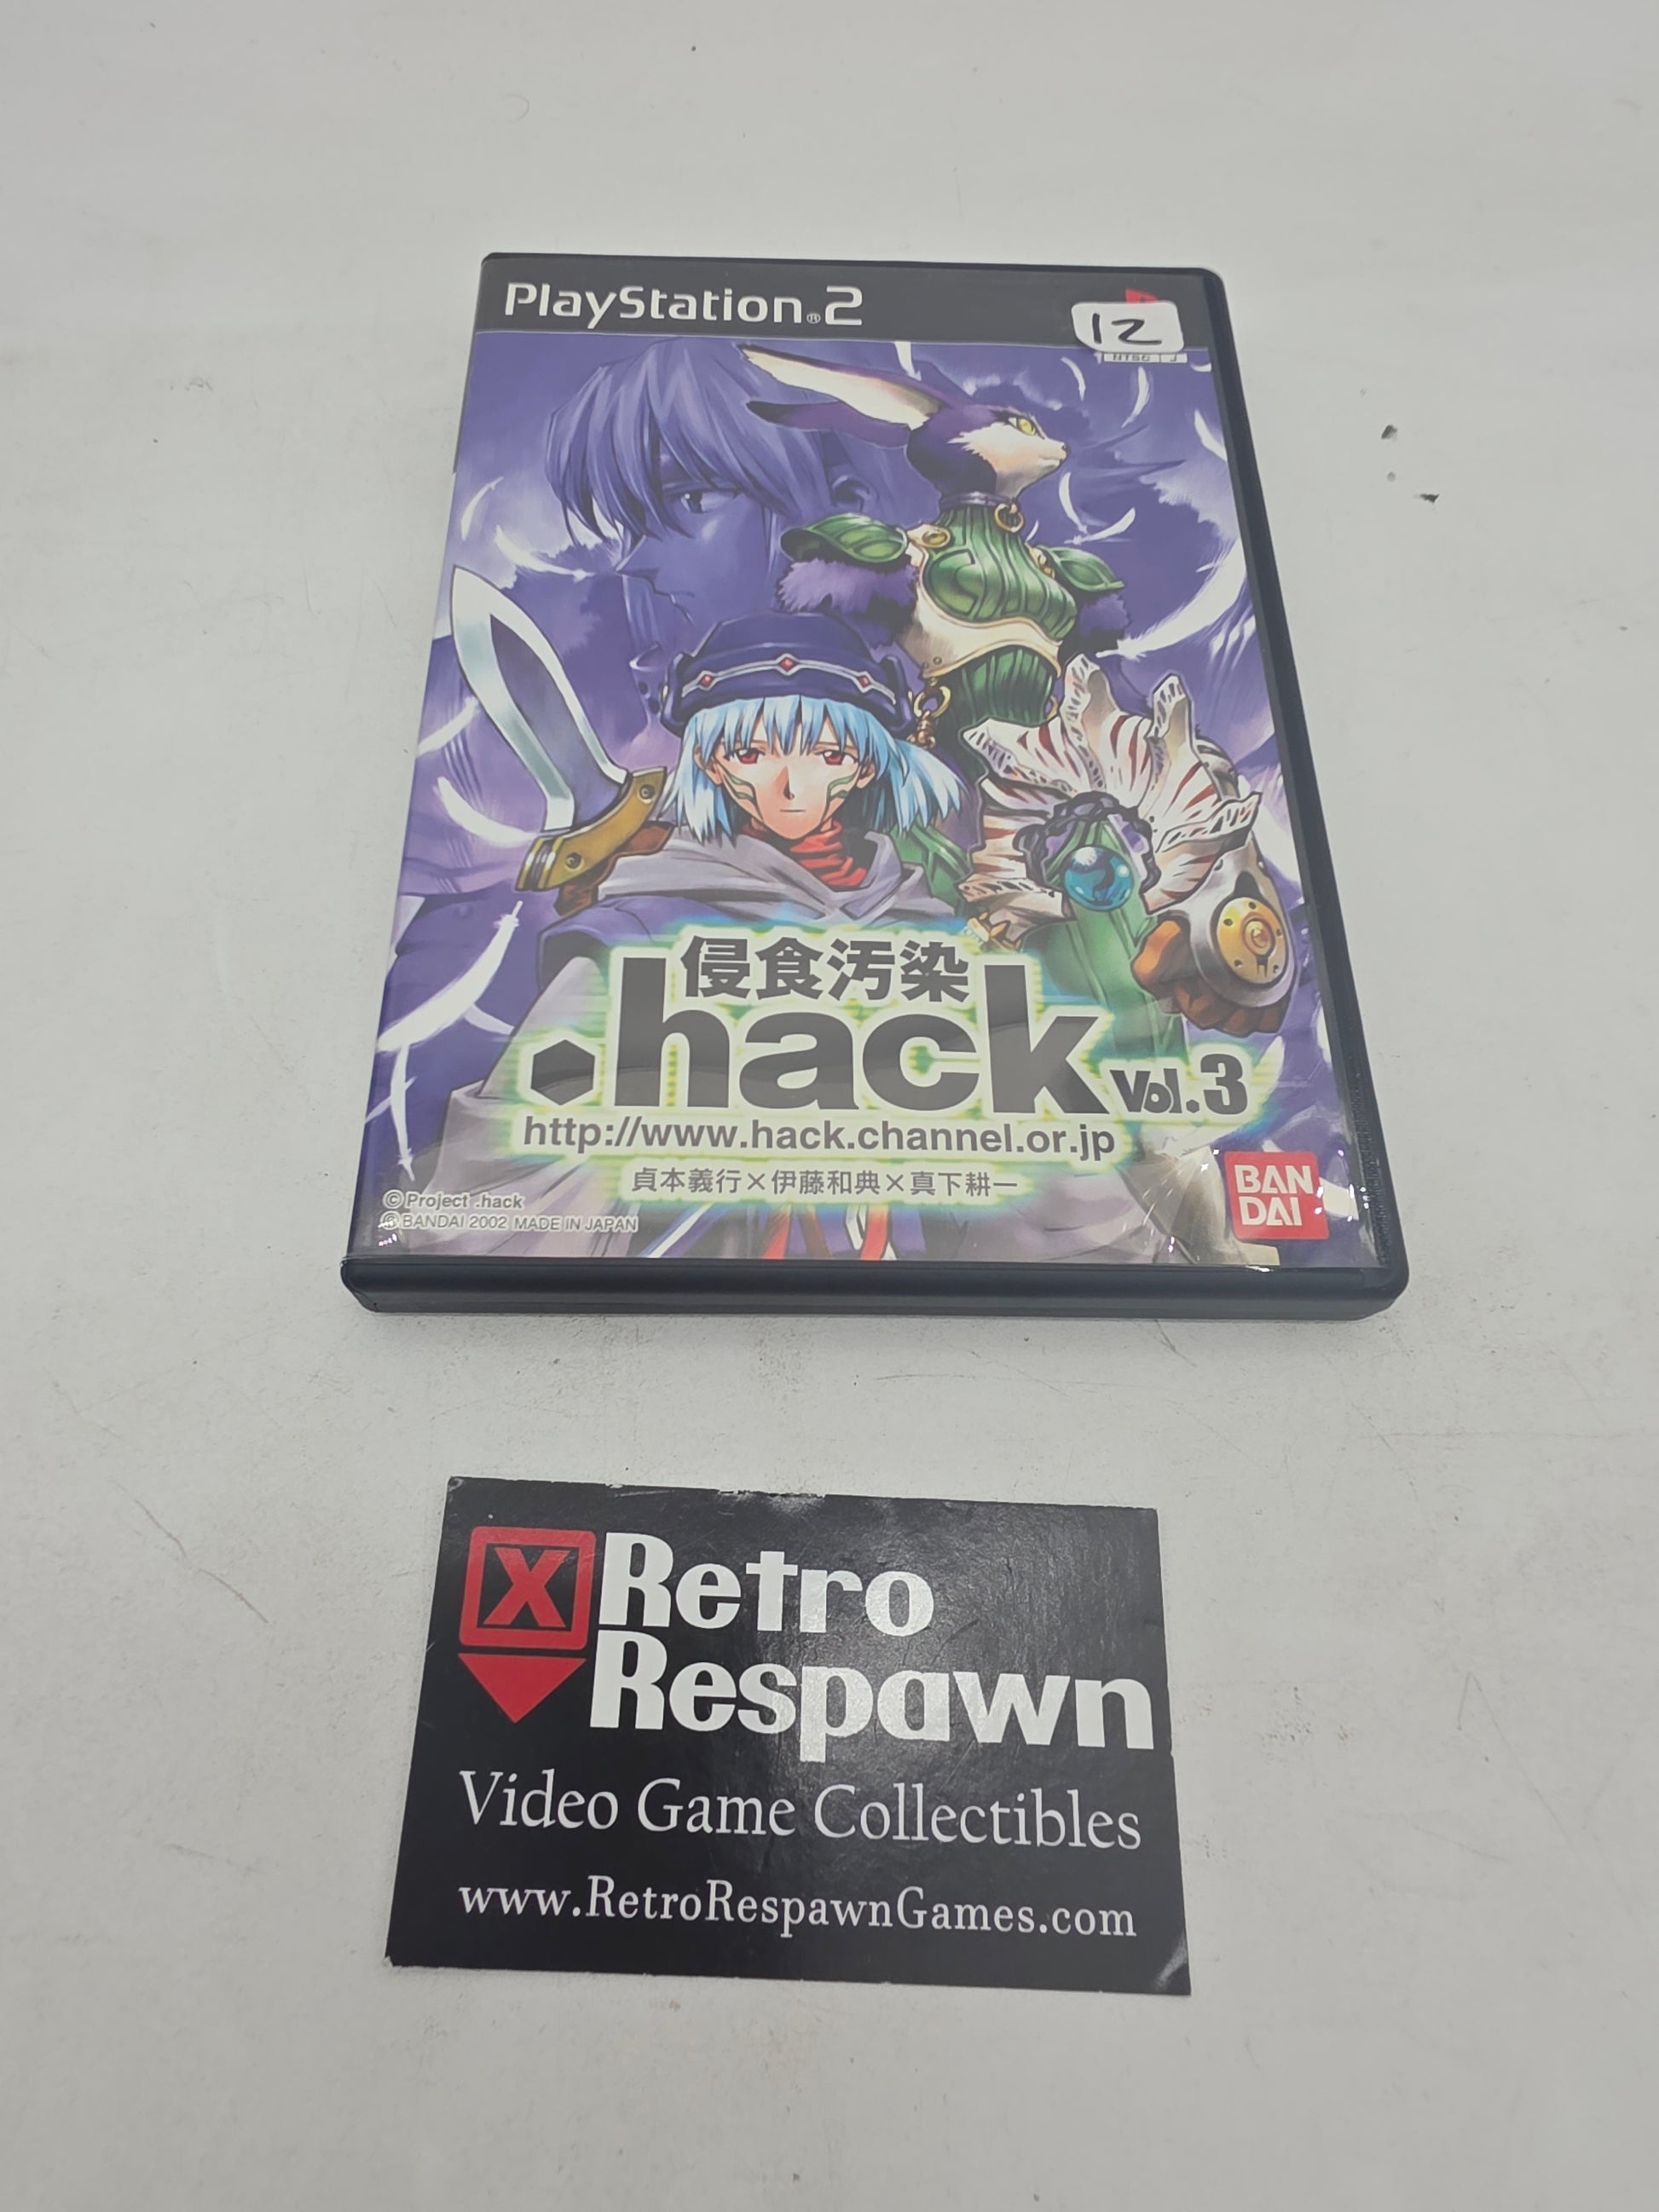 PlayStation®2
12
NTSC J
侵食汚染
.hack Vol.3
http://www.hack.channel.or.jp
貞本義行×伊藤和典×真下耕一
© Project .hack
© BANDAI 2002 MADE IN JAPAN
BAN
DAI
X Retro
Respawn
Video Game Collectibles
www.RetroRespawnGames.com